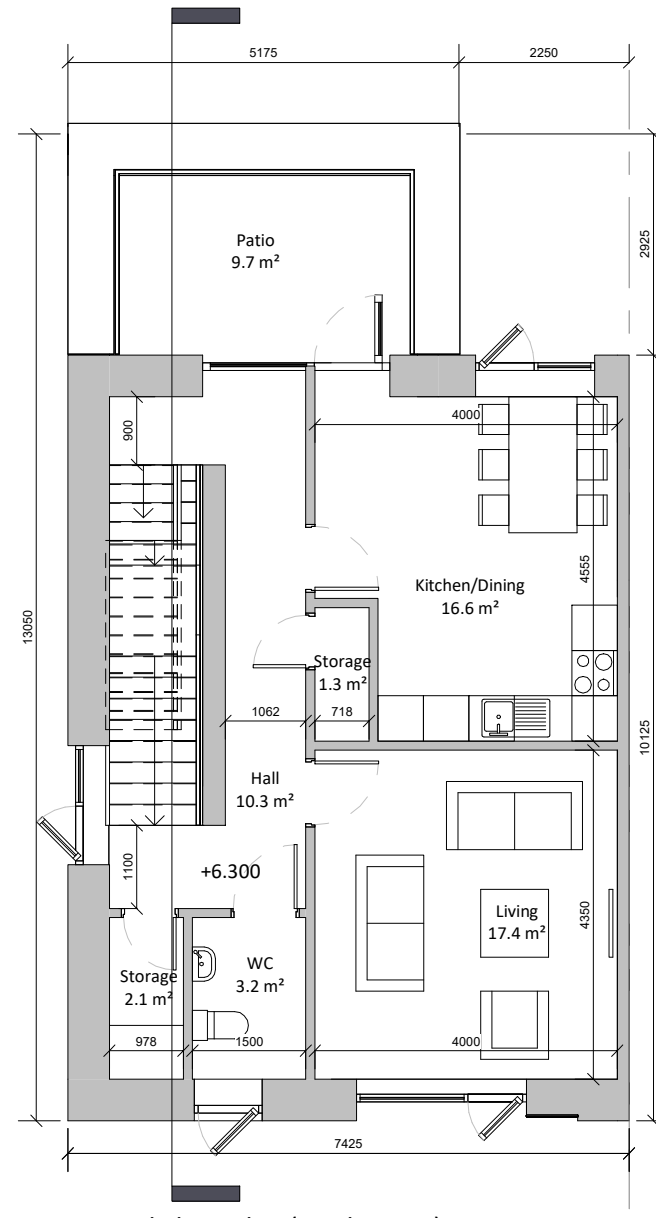 5175
2250
2925
Patio
9.7 m²
900
4000
4555
13050
Kitchen/Dining
16.6 m²
Storage
1.3 m²
1062
718
10125
Hall
10.3 m²
1100
+6.300
4350
Living
17.4 m²
WC
3.2 m²
Storage
2.1 m²
978
1500
4000
7425